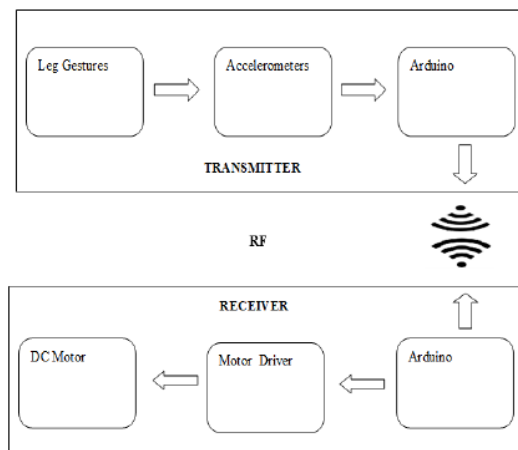 Leg Gestures
Accelerometers
Arduino
TRANSMITTER
RF
RECEIVER
DC Motor
Motor Driver
Arduino